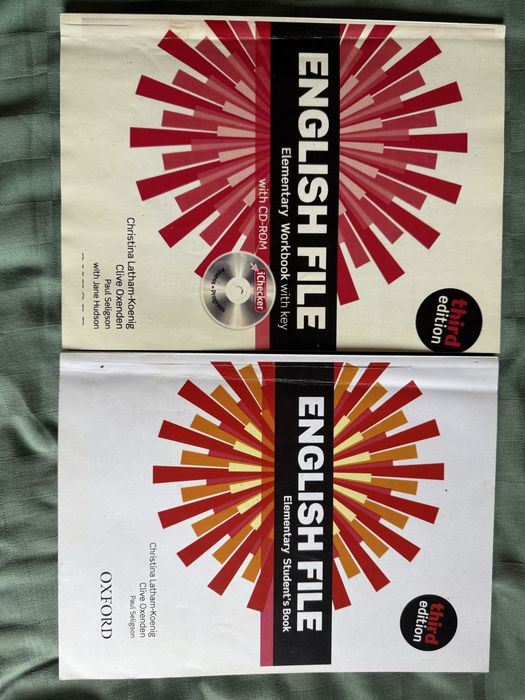 ENGLISH FILE
Elementary Workbook with key
with CD-ROM
iChecker
third
edition
Christina Latham-Koenig
Clive Oxenden
Paul Seligson
with Jane Hudson
ENGLISH FILE
Elementary Student's Book
third
edition
Christina Latham-Koenig
Clive Oxenden
Paul Seligson
OXFORD